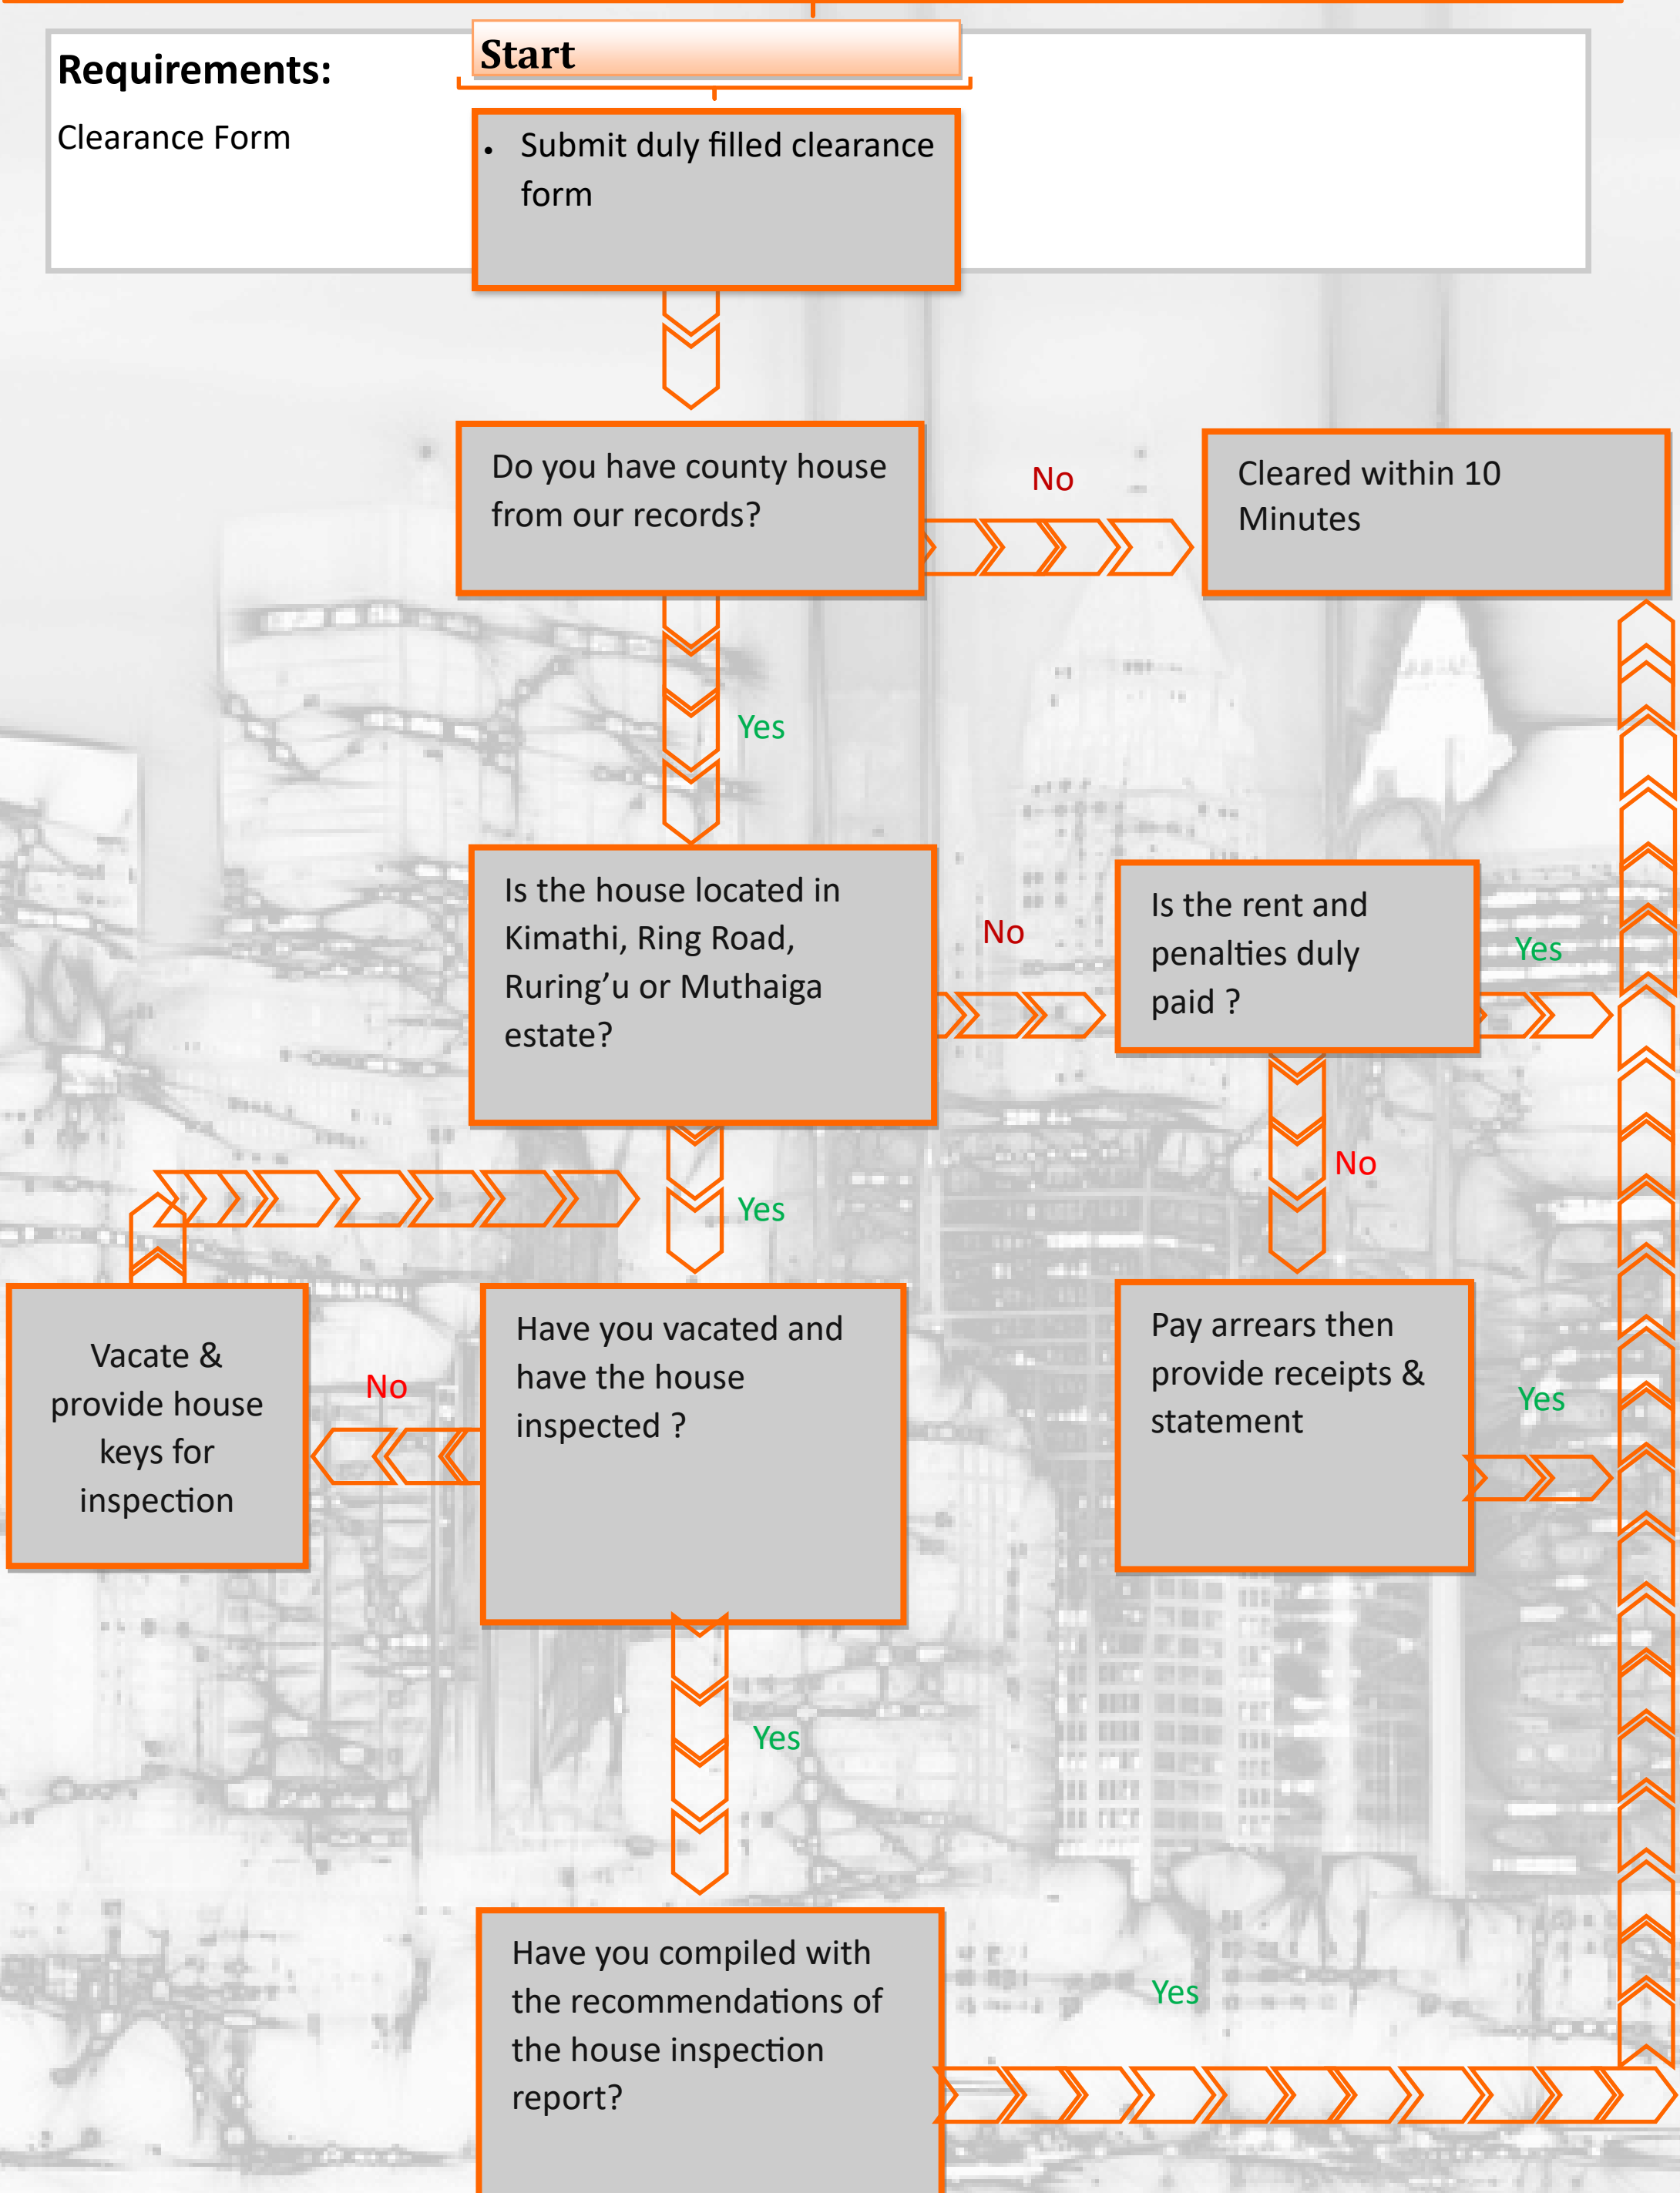 Start
Requirements:
Clearance Form
• Submit duly filled clearance
form
Do you have county house
from our records?
No
Cleared within 10
Minutes
Yes
Is the house located in
Kimathi, Ring Road,
Ruring’u or Muthaiga
estate?
No
Is the rent and
penalties duly
paid ?
Yes
No
Yes
Vacate &
provide house
keys for
inspection
No
Have you vacated and
have the house
inspected ?
Pay arrears then
provide receipts &
statement
Yes
Yes
Have you compiled with
the recommendations of
the house inspection
report?
Yes